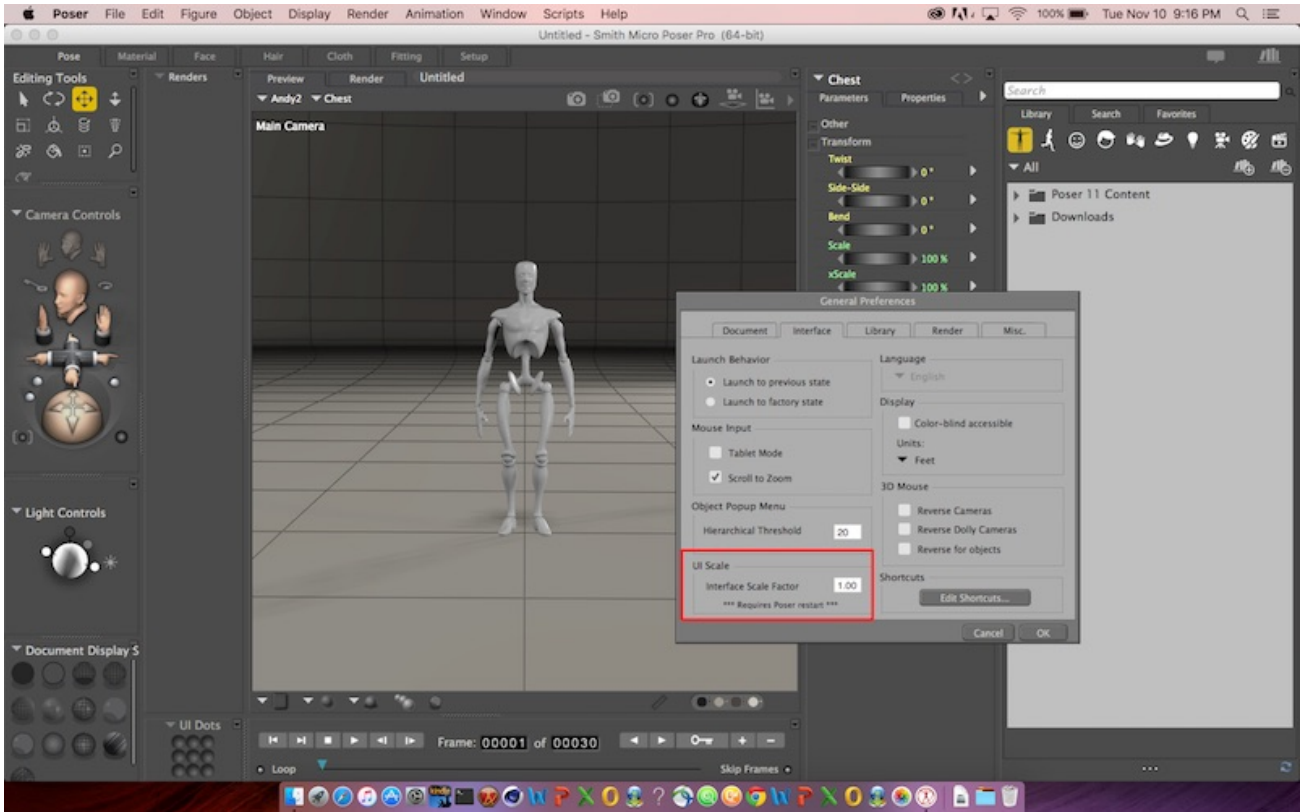 Poser File Edit Figure Object Display Render Animation Window Scripts Help 100% Tue Nov 10 9:16 PM
Untitled - Smith Micro Poser Pro (64-bit)
Pose Material Face Hair Cloth Fitting Setup
Editing Tools
Renders
Preview Render Untitled
Andy2 Chest
Main Camera
Camera Controls
Light Controls
Document Display S
UI Dots
Frame: 00001 of 00030
Loop
Skip Frames
Chest
Parameters Properties
Other
Transform
Twist
0°
Side-Side
0°
Bend
0°
Scale
100 %
xScale
100 %
Search
Library Search Favorites
All
Poser 11 Content
Downloads
General Preferences
Document Interface Library Render Misc.
Launch Behavior
Launch to previous state
Launch to factory state
Mouse Input
Tablet Mode
Scroll to Zoom
Object Popup Menu
Hierarchical Threshold 20
UI Scale
Interface Scale Factor 1.00
*** Requires Poser restart ***
Language
English
Display
Color-blind accessible
Units:
Feet
3D Mouse
Reverse Cameras
Reverse Dolly Cameras
Reverse for objects
Shortcuts
Edit Shortcuts...
Cancel OK